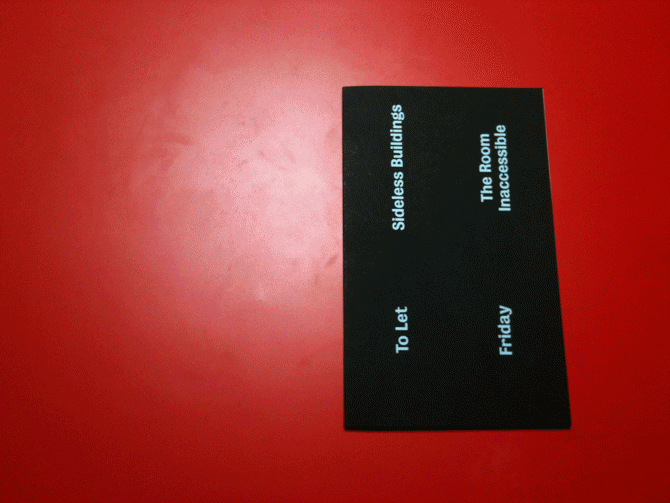 To Let
Sideless Buildings
Friday
The Room
Inaccessible